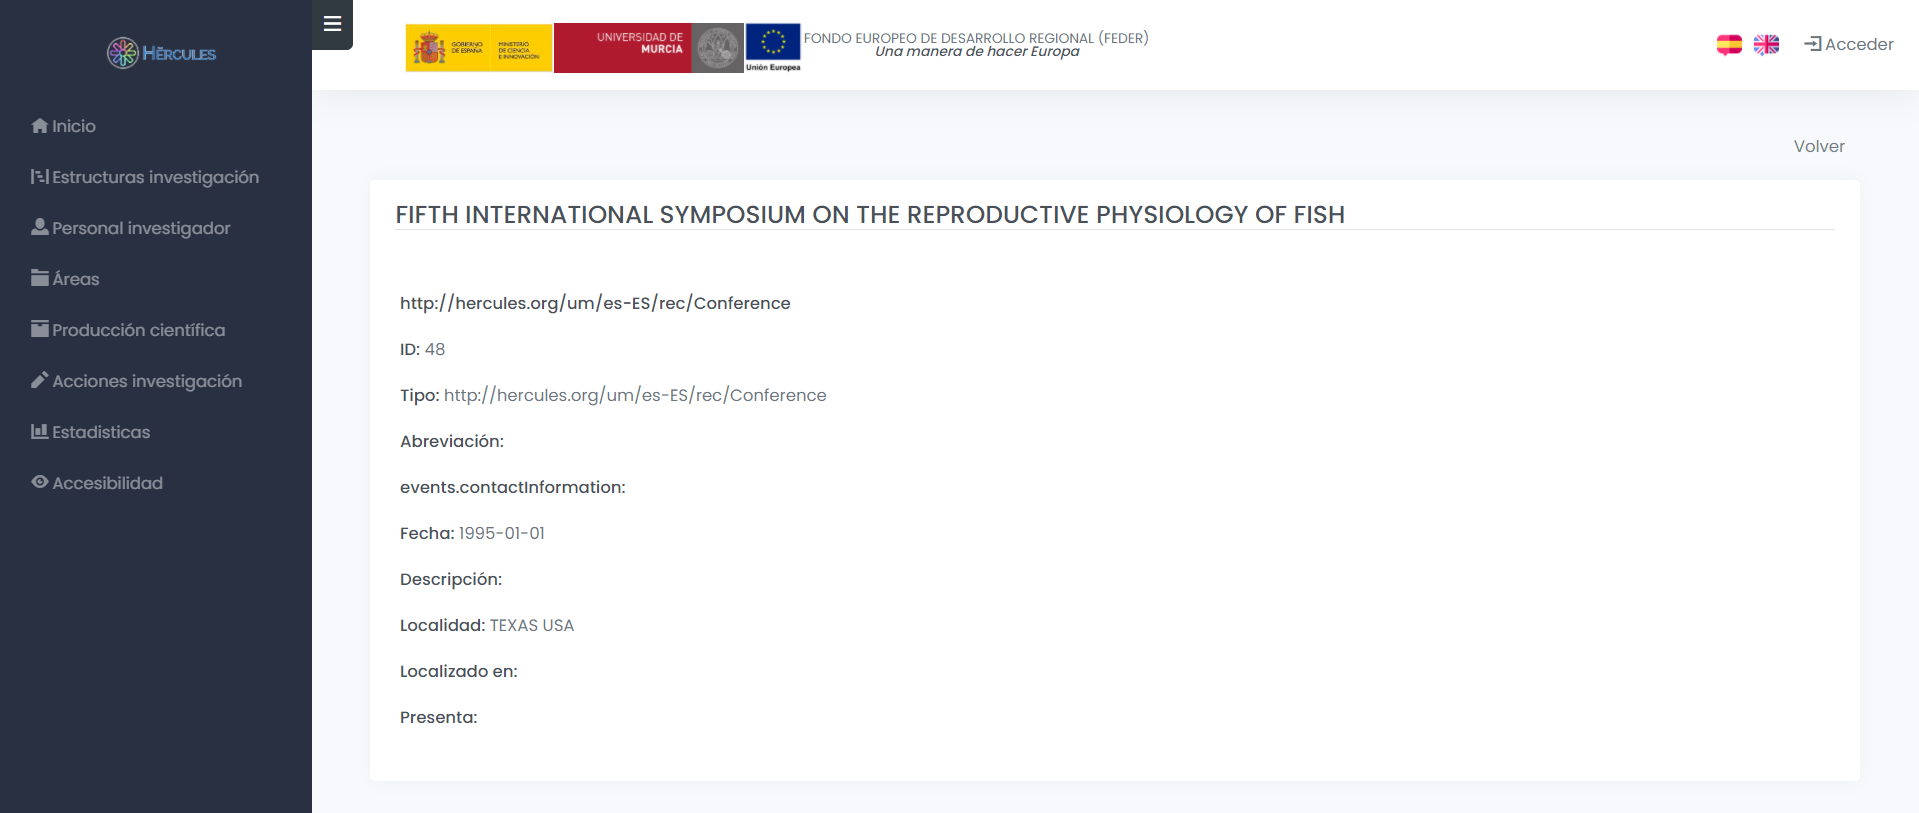 HÉRCULES
Inicio
Estructuras investigación
Personal investigador
Áreas
Producción científica
Acciones investigación
Estadisticas
Accesibilidad
GOBIERNO
DE ESPAÑA
MINISTERIO
DE CIENCIA
E INNOVACIÓN
UNIVERSIDAD DE
MURCIA
Unión Europea
FONDO EUROPEO DE DESARROLLO REGIONAL (FEDER)
Una manera de hacer Europa
Acceder
Volver
FIFTH INTERNATIONAL SYMPOSIUM ON THE REPRODUCTIVE PHYSIOLOGY OF FISH
http://hercules.org/um/es-ES/rec/Conference
ID: 48
Tipo: http://hercules.org/um/es-ES/rec/Conference
Abreviación:
events.contactInformation:
Fecha: 1995-01-01
Descripción:
Localidad: TEXAS USA
Localizado en:
Presenta: